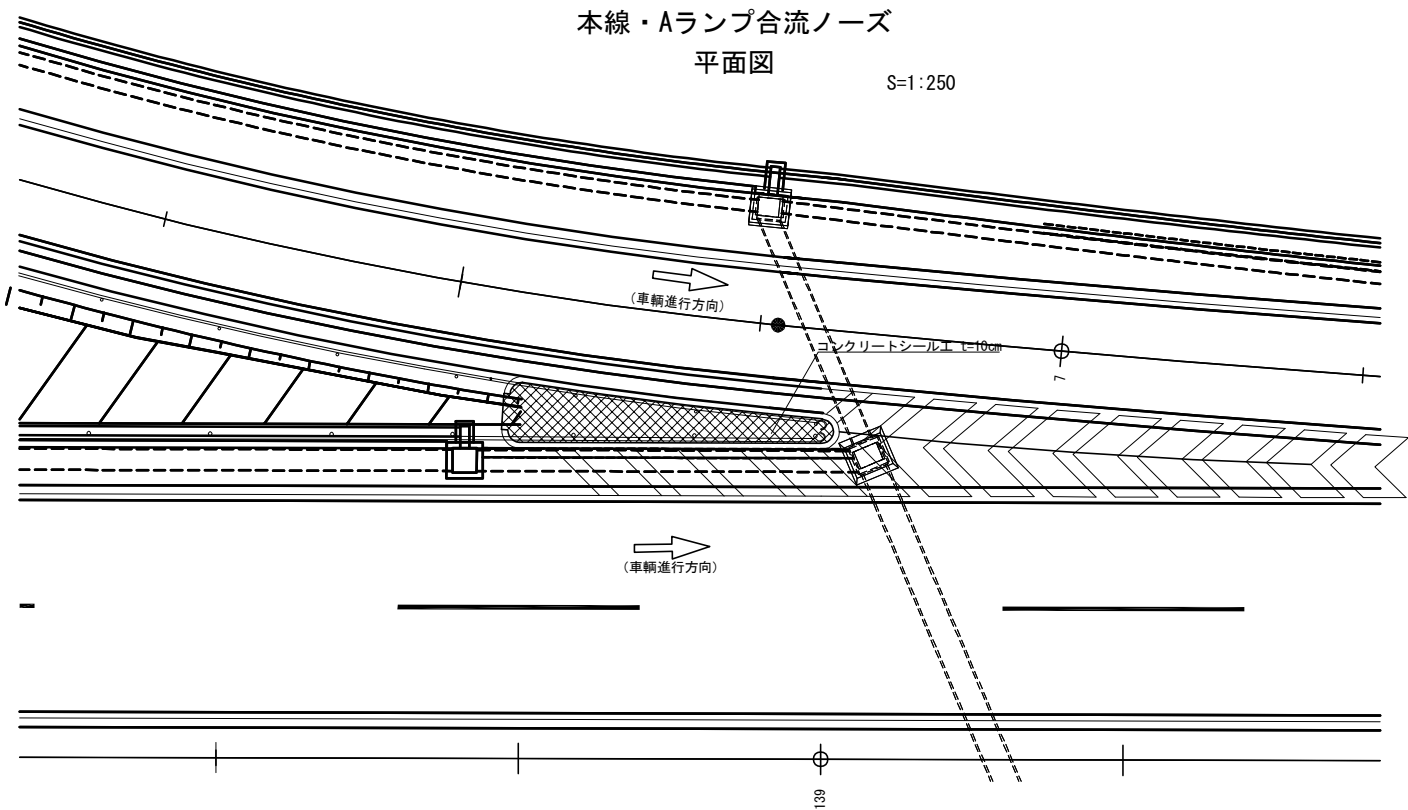 本線・Aランプ合流ノーズ
平面図
S=1:250
(車輌進行方向)
コンクリートシール工 t=10cm
7
(車輌進行方向)
139